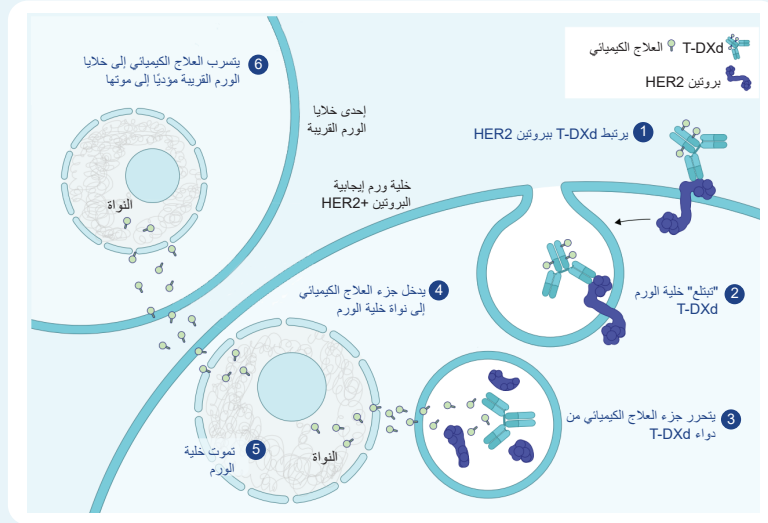 T-DXd
العلاج الكيميائي
بروتين HER2
1 يرتبط T-DXd ببروتين HER2
2 "تبتلع" خلية الورم
T-DXd
3 يتحرر جزء العلاج الكيميائي من
دواء T-DXd
4 يدخل جزء العلاج الكيميائي
إلى نواة خلية الورم
5 تموت خلية
الورم
6 يتسرب العلاج الكيميائي إلى خلايا
الورم القريبة مؤديًا إلى موتها
إحدى خلايا
الورم القريبة
خلية ورم إيجابية
البروتين HER2+
النواة
النواة